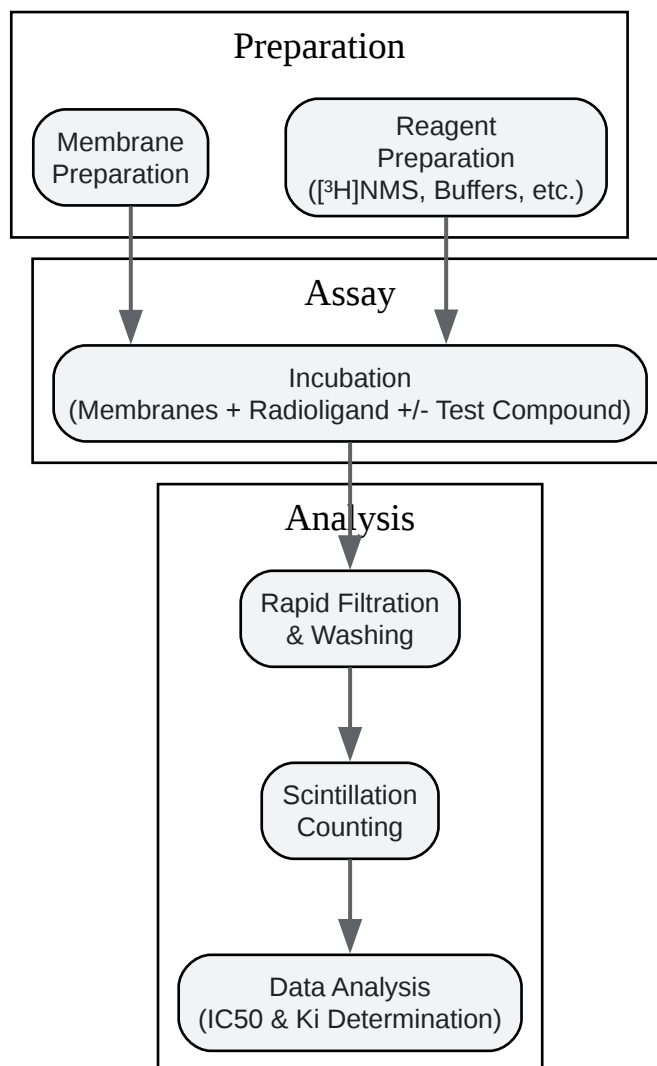 Preparation
Membrane
Preparation
Reagent
Preparation
([³H]NMS, Buffers, etc.)
Assay
Incubation
(Membranes + Radioligand +/- Test Compound)
Analysis
Rapid Filtration
& Washing
Scintillation
Counting
Data Analysis
(IC50 & Ki Determination)